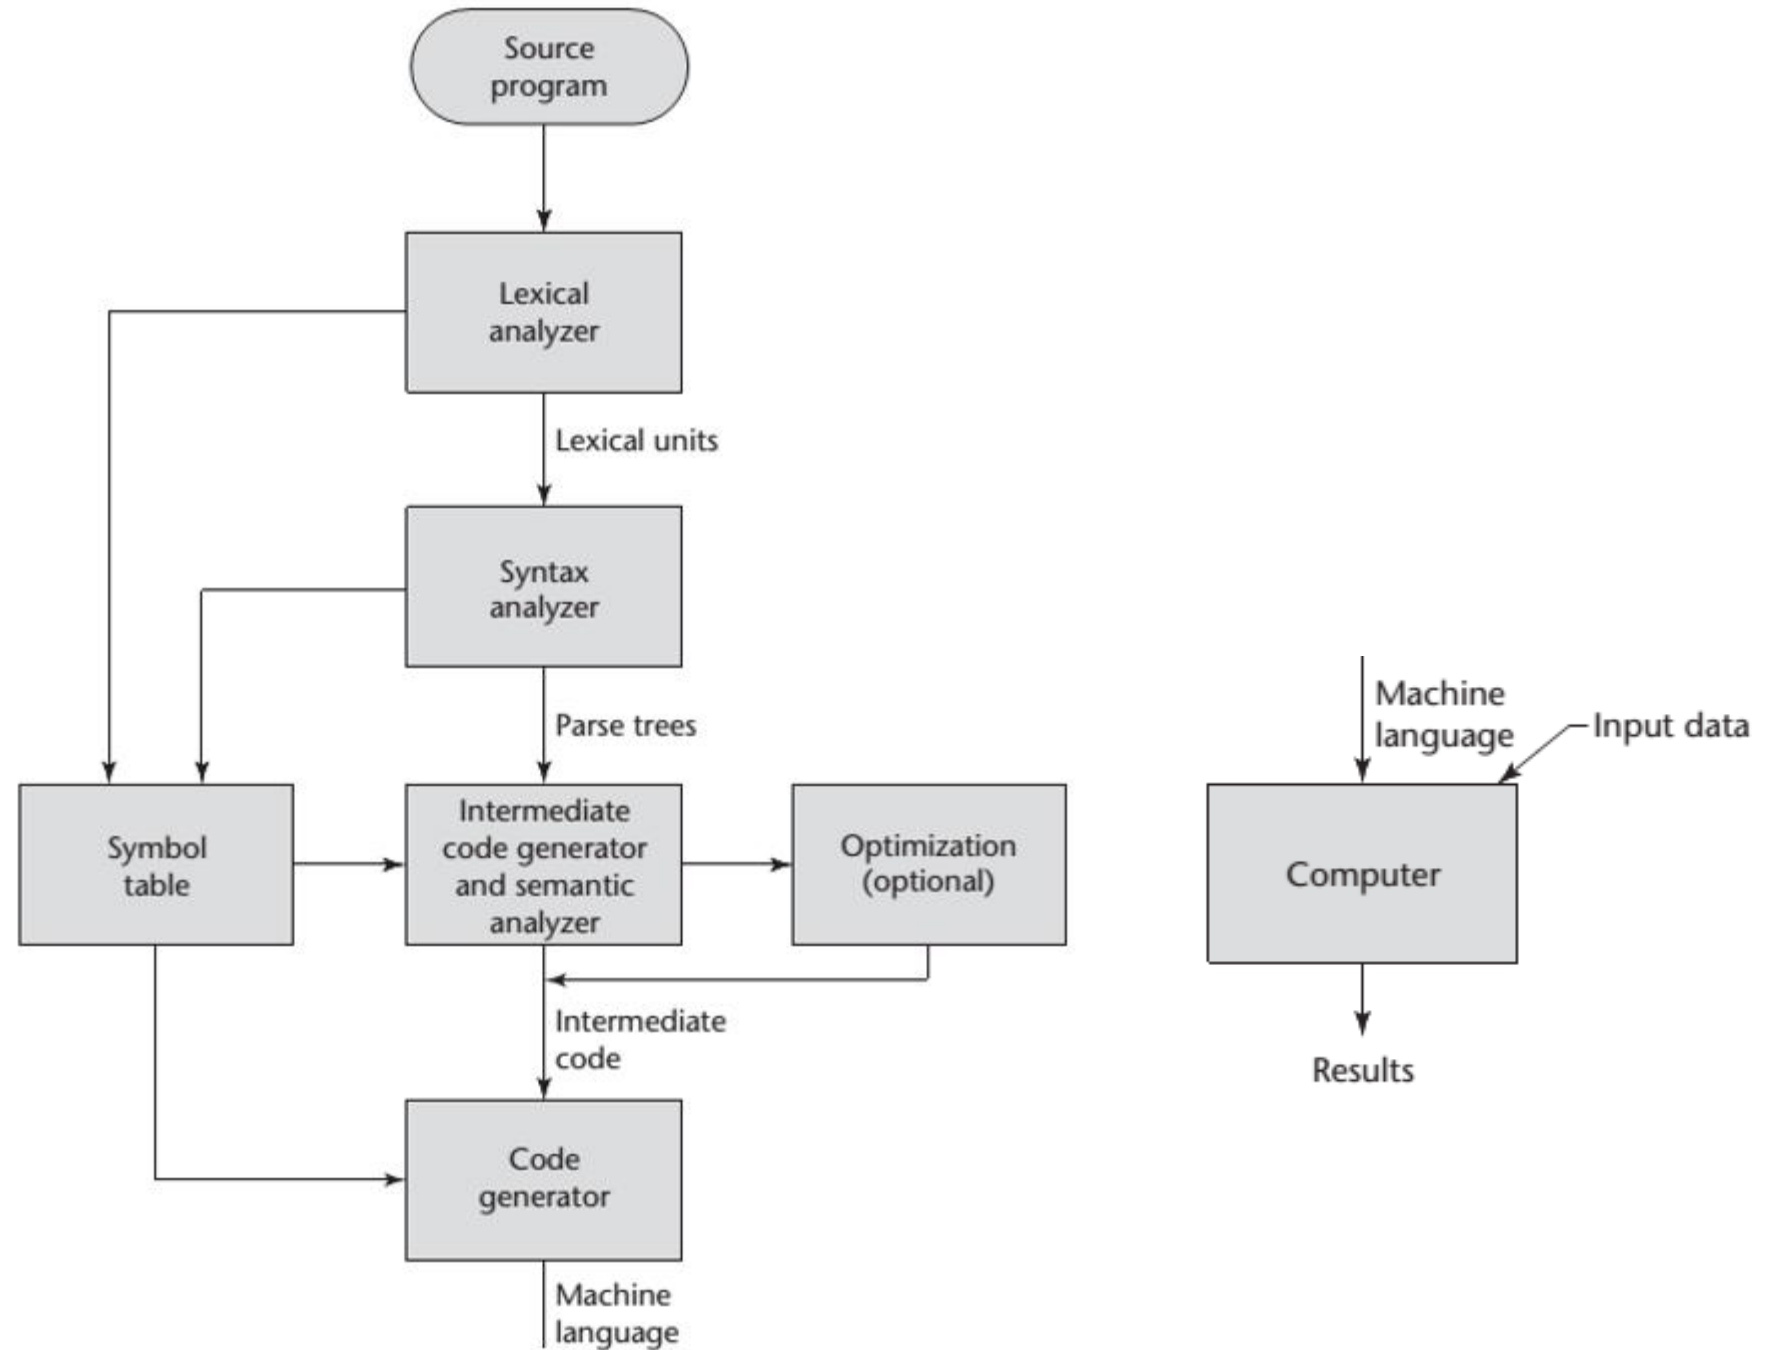 Source
program
Lexical
analyzer
Lexical units
Syntax
analyzer
Parse trees
Symbol
table
Intermediate
code generator
and semantic
analyzer
Optimization
(optional)
Intermediate
code
Code
generator
Machine
language
Machine
language
Input data
Computer
Results